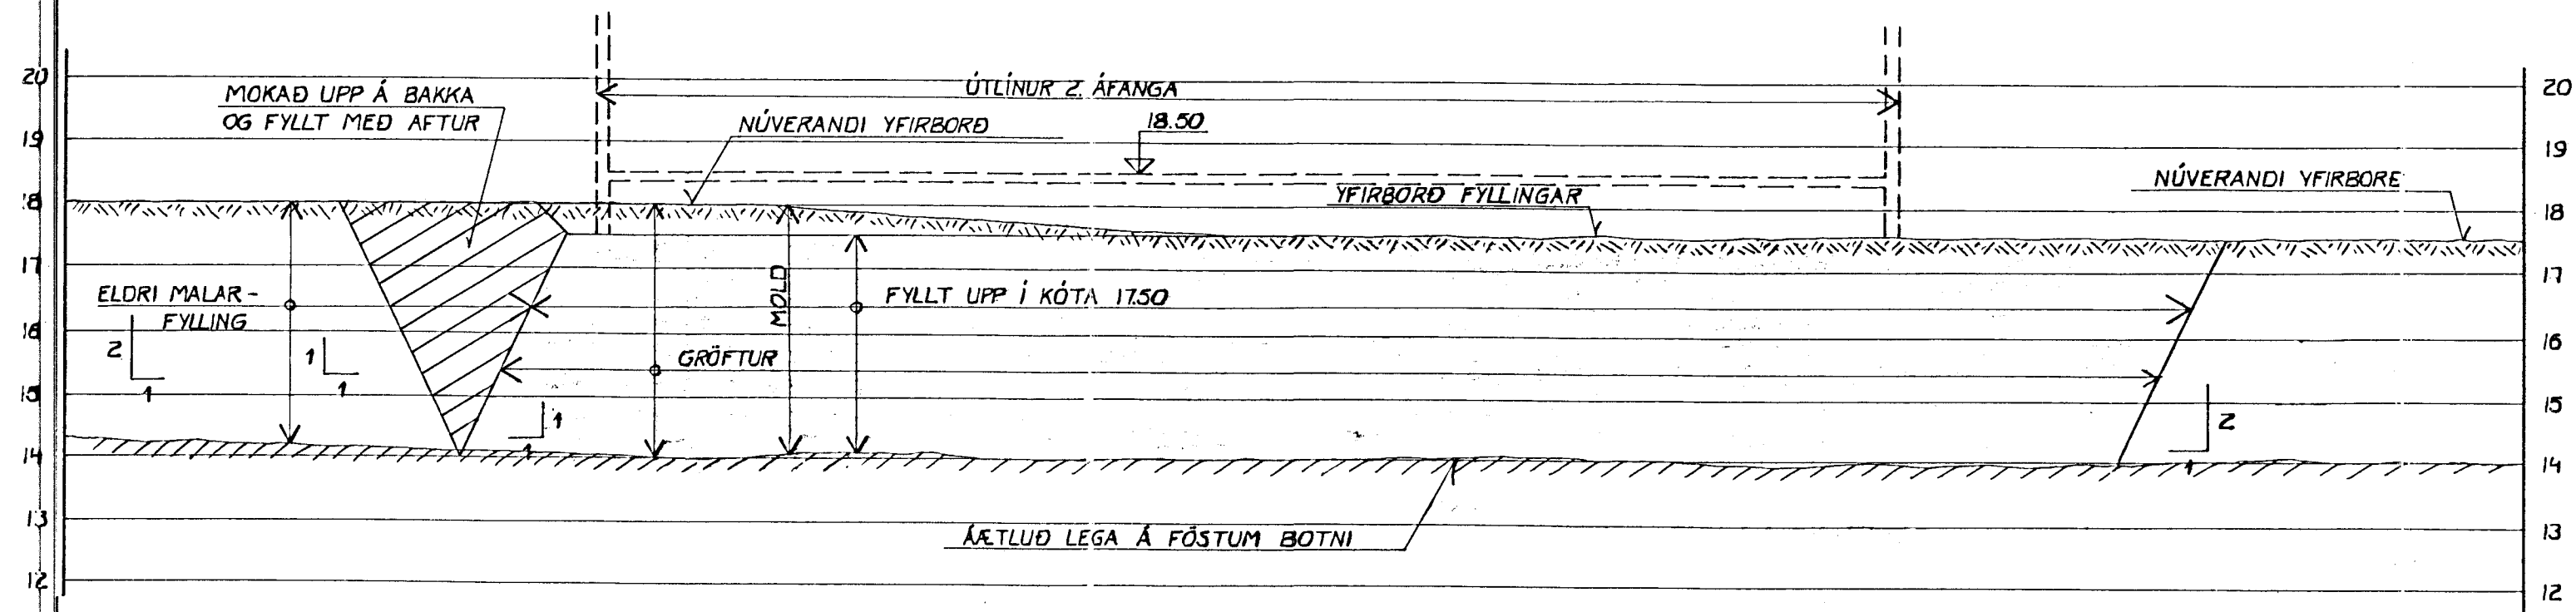 20
19
18
17
16
15
14
13
12
MOKAÐ UPP Á BAKKA
OG FYLLT MEÐ AFTUR
ÚTLÍNUR 2. ÁFANGA
NÚVERANDI YFIRBORÐ
18.50
YFIRBORÐ FYLLINGAR
NÚVERANDI YFIRBORÐ
ELDRI MALAR-
FYLLING
MOLD
FYLLT UPP Í KÓTA 17.50
GRÖFTUR
2
1
1
1
1
1
2
1
ÁÆTLUÐ LEGA Á FÖSTUM BOTNI
20
19
18
17
16
15
14
13
12